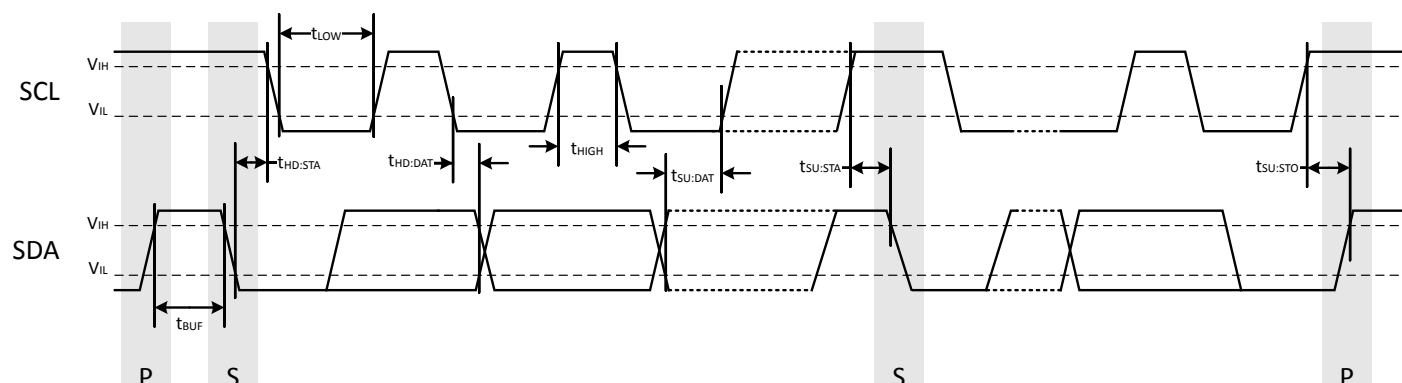 tLOW
VIH
SCL
VIL
tHD:STA
tHD:DAT
tHIGH
tSU:DAT
tSU:STA
tSU:STO
VIH
SDA
VIL
tBUF
P
S
S
P